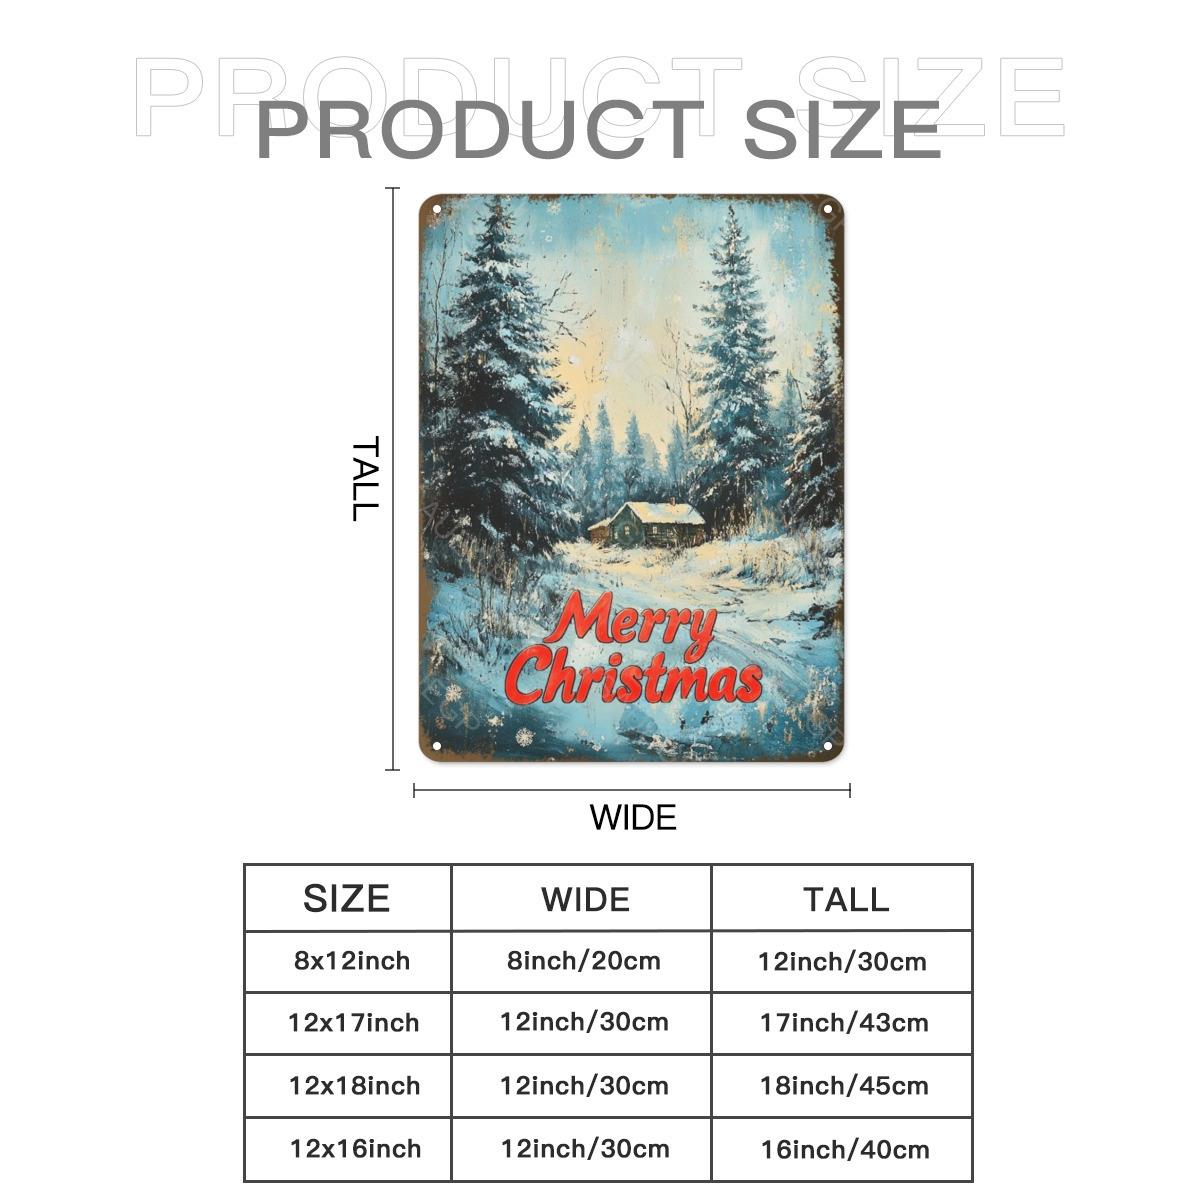 PRODUCT SIZE
PRODUCT SIZE
TALL
Merry
Christmas
WIDE
SIZE WIDE TALL
8x12inch 8inch/20cm 12inch/30cm
12x17inch 12inch/30cm 17inch/43cm
12x18inch 12inch/30cm 18inch/45cm
12x16inch 12inch/30cm 16inch/40cm